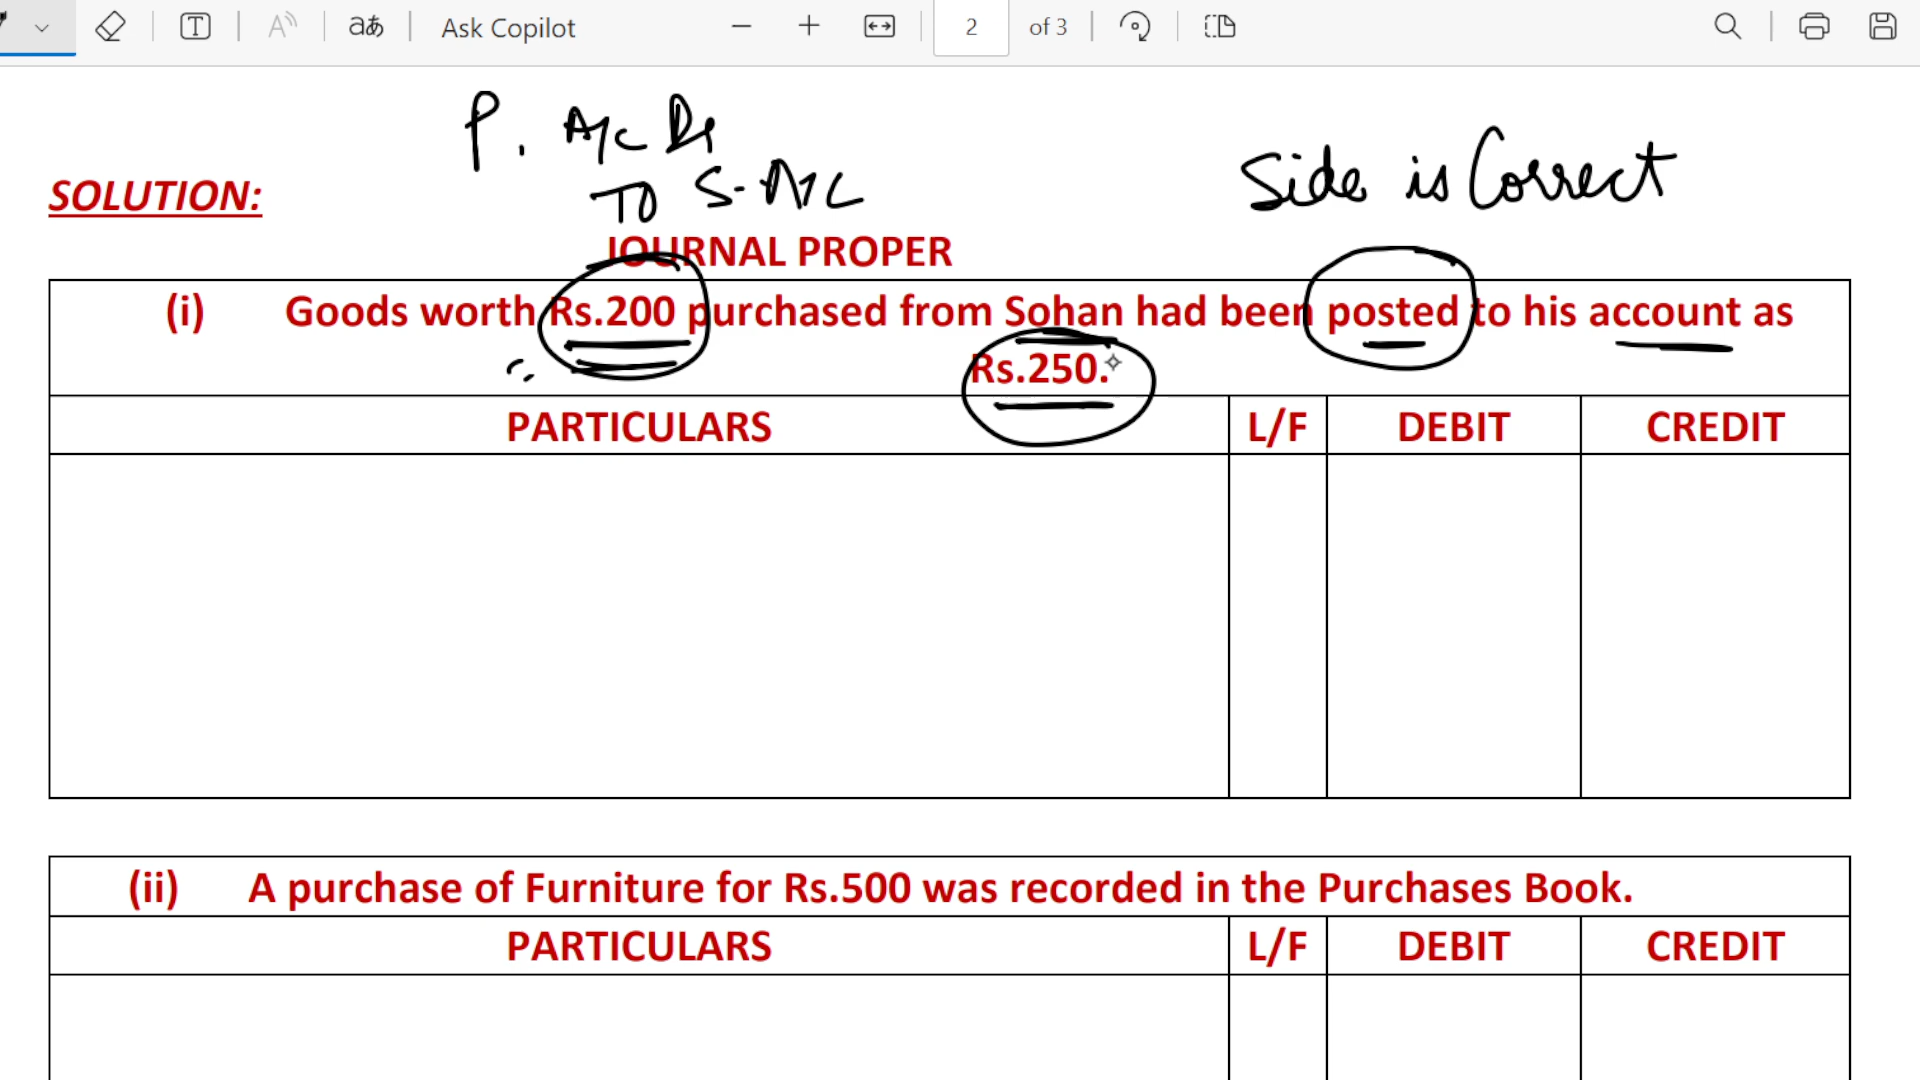 Ask Copilot
2 of 3
P. A/c Dr
To S. A/c
Side is Correct
SOLUTION:
JOURNAL PROPER
(i) Goods worth Rs.200 purchased from Sohan had been posted to his account as
Rs.250.
PARTICULARS L/F DEBIT CREDIT
(ii) A purchase of Furniture for Rs.500 was recorded in the Purchases Book.
PARTICULARS L/F DEBIT CREDIT